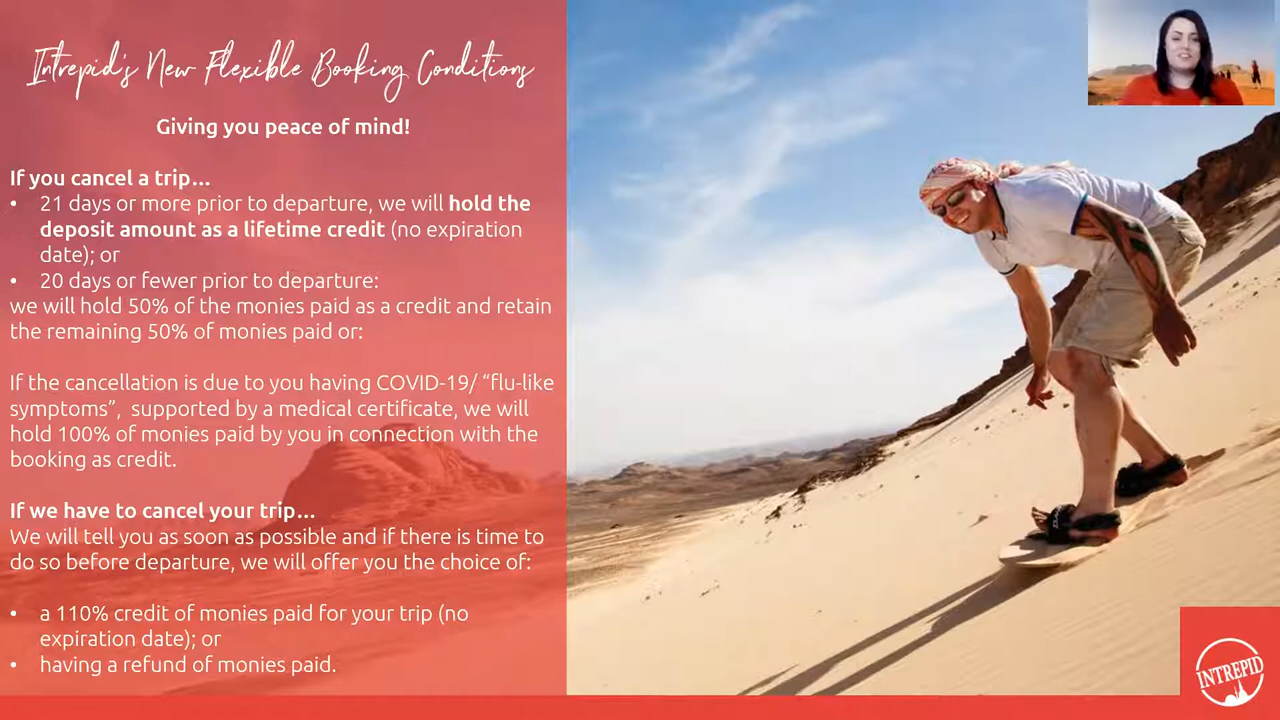 Intrepid's New Flexible Booking Conditions
Giving you peace of mind!
If you cancel a trip...
• 21 days or more prior to departure, we will hold the
deposit amount as a lifetime credit (no expiration
date); or
• 20 days or fewer prior to departure:
we will hold 50% of the monies paid as a credit and retain
the remaining 50% of monies paid or:
If the cancellation is due to you having COVID-19/ “flu-like
symptoms”,  supported by a medical certificate, we will
hold 100% of monies paid by you in connection with the
booking as credit.
If we have to cancel your trip...
We will tell you as soon as possible and if there is time to
do so before departure, we will offer you the choice of:
• a 110% credit of monies paid for your trip (no
expiration date); or
• having a refund of monies paid.
INTREPID